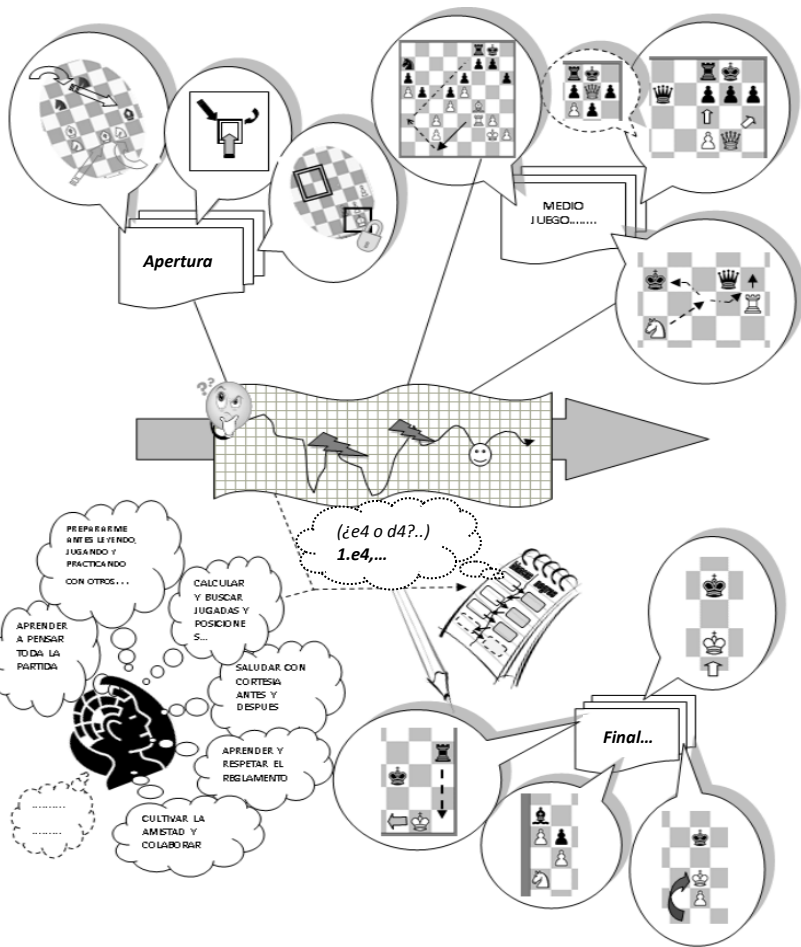 Apertura
MEDIO
JUEGO........
??
(¿e4 o d4?..)
1.e4,...
PREPARARME
ANTES LEYENDO,
JUGANDO Y
PRACTICANDO
CON OTROS...
CALCULAR
Y BUSCAR
JUGADAS Y
POSICIONE
S...
APRENDER
A PENSAR
TODA LA
PARTIDA
SALUDAR CON
CORTESIA
ANTES Y
DESPUES
APRENDER Y
RESPETAR EL
REGLAMENTO
CULTIVAR LA
AMISTAD Y
COLABORAR
..........
..........
Final...